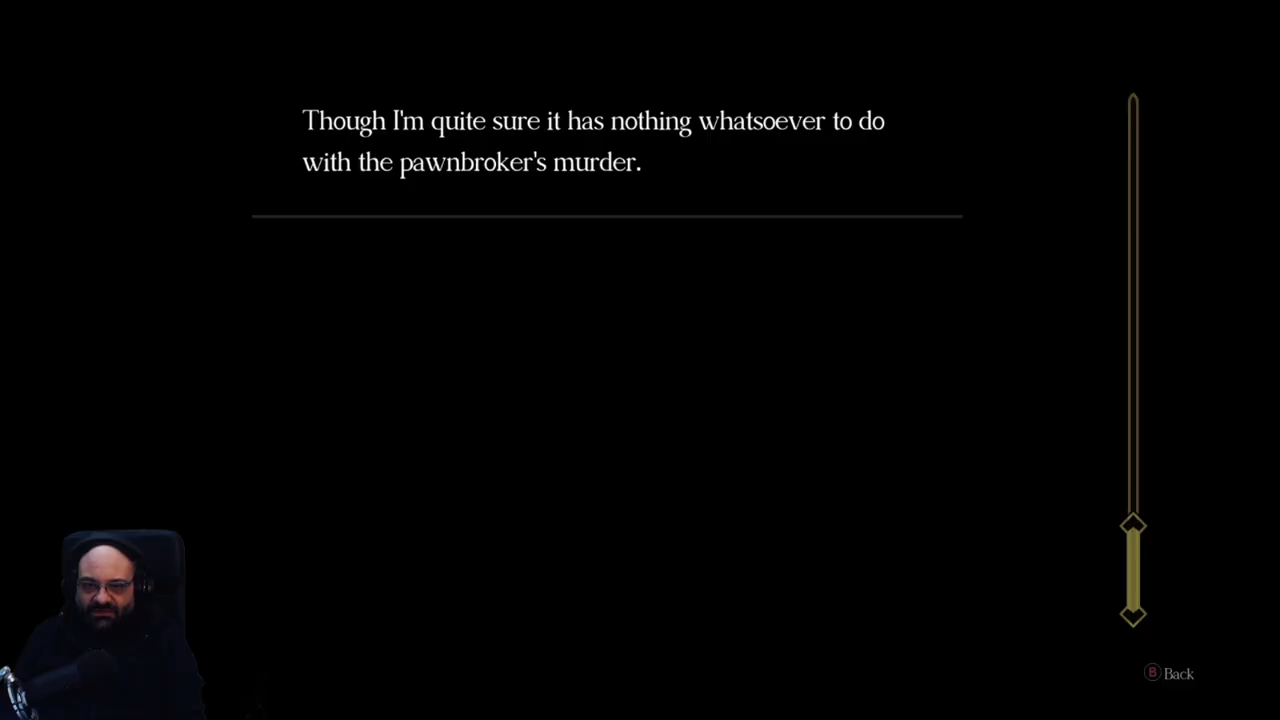 Though I'm quite sure it has nothing whatsoever to do
with the pawnbroker's murder.
B Back